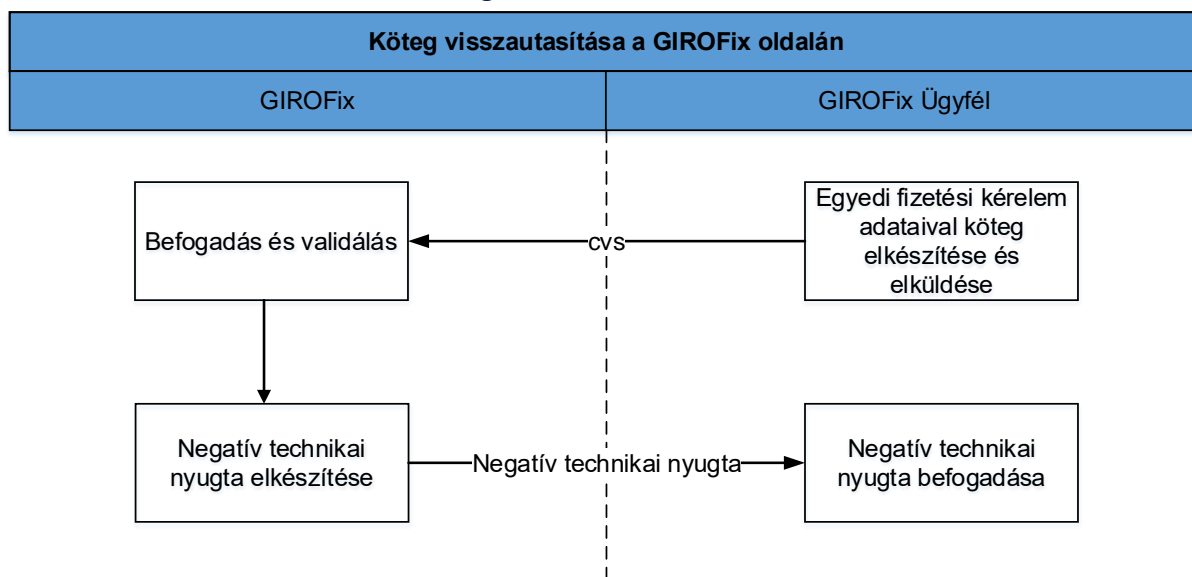 Köteg visszautasítása a GIROFix oldalán
GIROFix
GIROFix Ügyfél
Befogadás és validálás
cvs
Egyedi fizetési kérelem
adataival köteg
elkészítése és
elküldése
Negatív technikai
nyugta elkészítése
Negatív technikai nyugta
Negatív technikai
nyugta befogadása